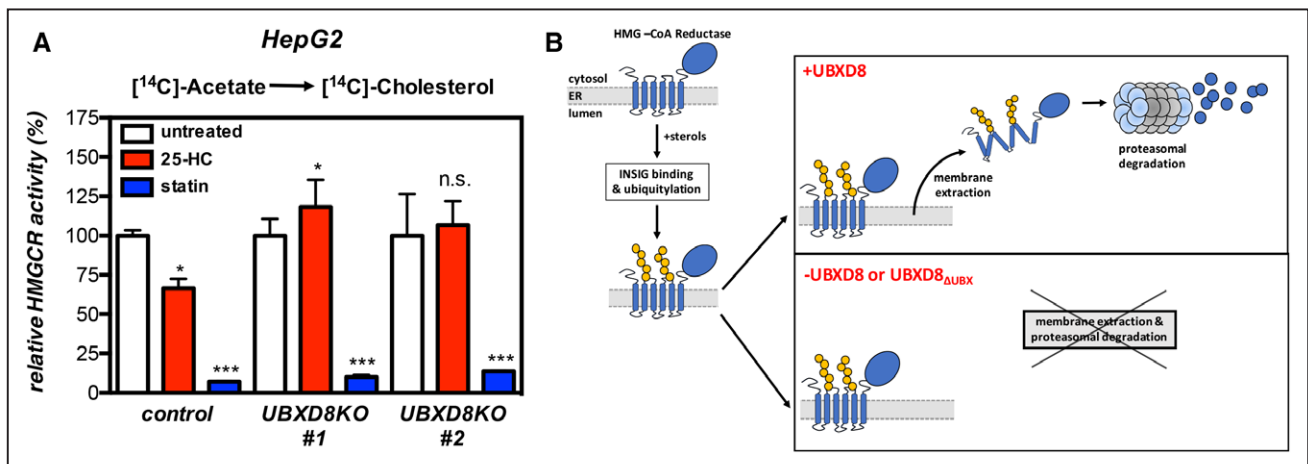 A
HepG2
[14C]-Acetate → [14C]-Cholesterol
relative HMGCR activity (%)
175
150
125
100
75
50
25
0
untreated
25-HC
statin
*
***
*
***
n.s.
***
control
UBXD8KO
#1
UBXD8KO
#2
B
HMG –CoA Reductase
cytosol
ER
lumen
+sterols
INSIG binding
& ubiquitylation
+UBXD8
membrane
extraction
proteasomal
degradation
-UBXD8 or UBXD8ΔUBX
membrane extraction &
proteasomal degradation